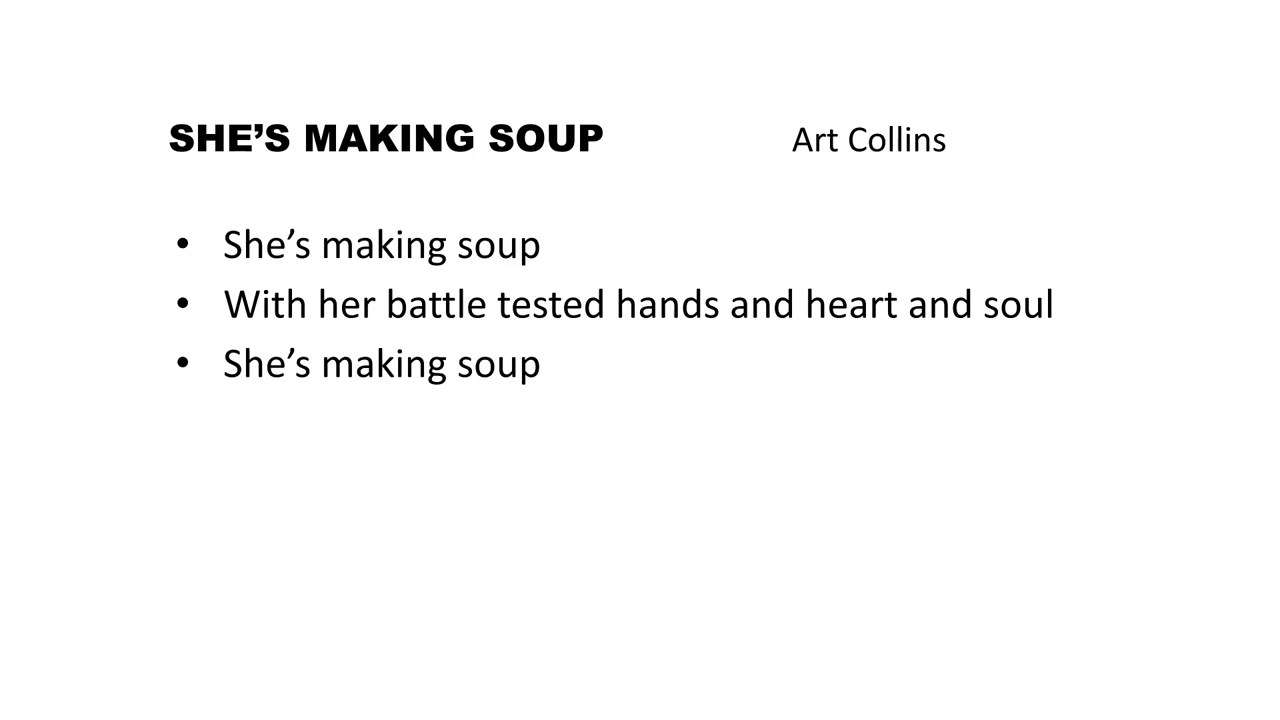 SHE’S MAKING SOUP Art Collins
• She’s making soup
• With her battle tested hands and heart and soul
• She’s making soup